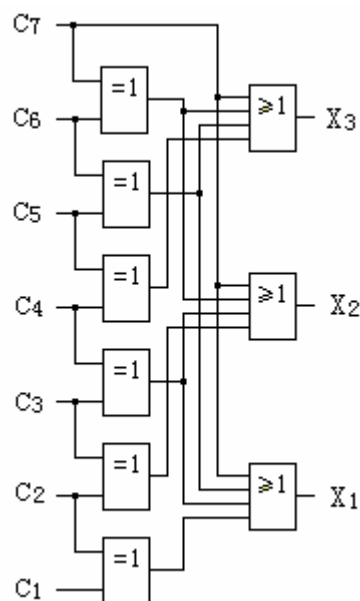 C7
=1
C6
≥1
X3
=1
C5
=1
C4
≥1
X2
=1
C3
=1
C2
≥1
X1
=1
C1